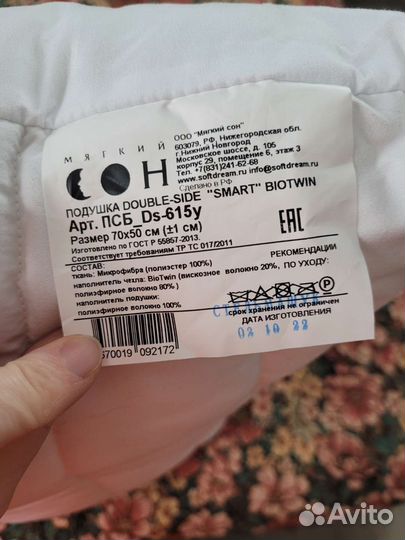 ООО "Мягкий сон"
603079, РФ, Нижегородская обл.
г.Нижний Новгород
Московское шоссе, д. 105
корпус 29, помещение 6, этаж 3
Тел.+7(831)241-62-68
www.softdream.ru
Сделано в РФ
МЯГКИЙ
СОН
ПОДУШКА DOUBLE-SIDE "SMART" BIOTWIN
Арт. ПСБ_Ds-615у
Размер 70х50 см (±1 см)
Изготовлено по ГОСТ Р 55857-2013.
Соответствует требованиям ТР ТС 017/2011
EAC
СОСТАВ:
ткань: Микрофибра (полиэстер 100%)
наполнитель чехла: BioTwin (вискозное волокно 20%,
полиэфирное волокно 80% )
наполнитель подушки:
полиэфирное волокно 100%
РЕКОМЕНДАЦИИ
ПО УХОДУ:
срок хранения не ограничен
ДАТА ИЗГОТОВЛЕНИЯ
02 10 22
570019 092172
Avito